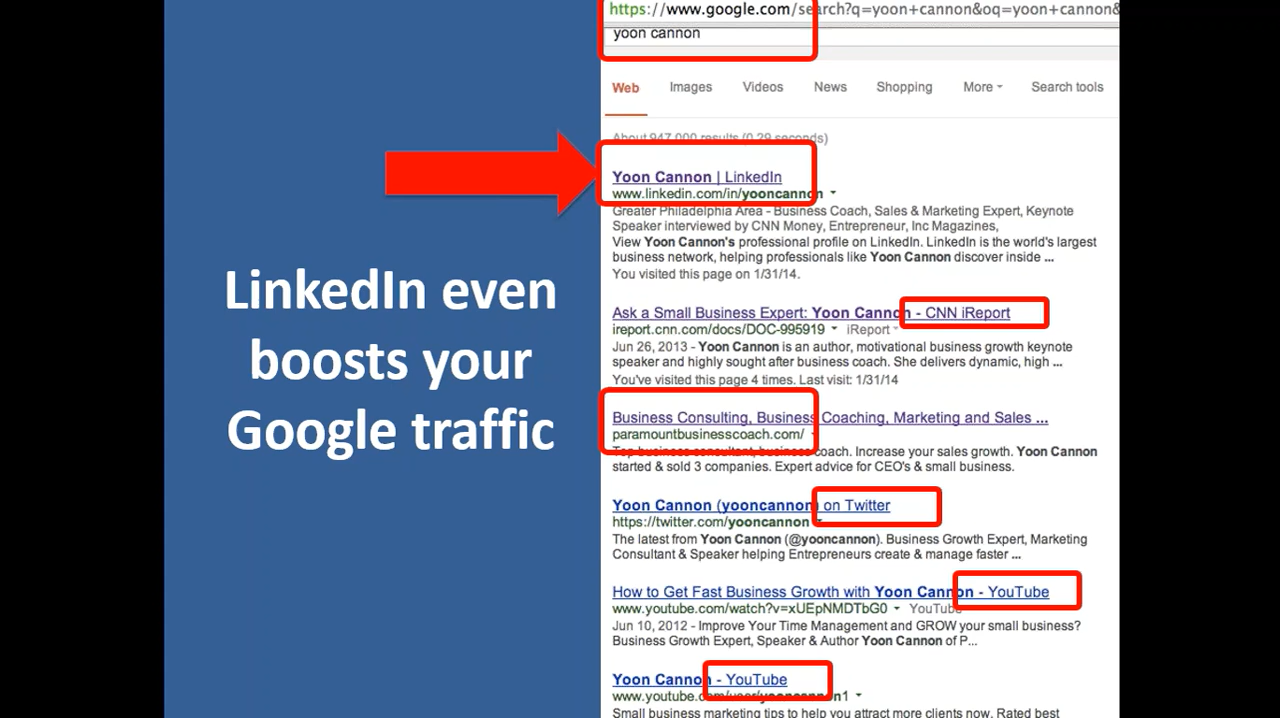 LinkedIn even
boosts your
Google traffic
https://www.google.com/search?q=yoon+cannon&oq=yoon+cannon&
yoon cannon
Web Images Videos News Shopping More Search tools
About 947,000 results (0.29 seconds)
Yoon Cannon | LinkedIn
www.linkedin.com/in/yooncannon
Greater Philadelphia Area - Business Coach, Sales & Marketing Expert, Keynote
Speaker interviewed by CNN Money, Entrepreneur, Inc Magazines,
View Yoon Cannon's professional profile on LinkedIn. LinkedIn is the world's largest
business network, helping professionals like Yoon Cannon discover inside ...
You visited this page on 1/31/14.
Ask a Small Business Expert: Yoon Cannon - CNN iReport
ireport.cnn.com/docs/DOC-995919 iReport
Jun 26, 2013 - Yoon Cannon is an author, motivational business growth keynote
speaker and highly sought after business coach. She delivers dynamic, high ...
You've visited this page 4 times. Last visit: 1/31/14
Business Consulting, Business Coaching, Marketing and Sales ...
paramountbusinesscoach.com/
Top business consultant, business coach. Increase your sales growth. Yoon Cannon
started & sold 3 companies. Expert advice for CEO's & small business.
Yoon Cannon (yooncannon) on Twitter
https://twitter.com/yooncannon
The latest from Yoon Cannon (@yooncannon). Business Growth Expert, Marketing
Consultant & Speaker helping Entrepreneurs create & manage faster ...
How to Get Fast Business Growth with Yoon Cannon - YouTube
www.youtube.com/watch?v=xUEpNMDTbG0 YouTube
Jun 10, 2012 - Improve Your Time Management and GROW your small business?
Business Growth Expert, Speaker & Author Yoon Cannon of P...
Yoon Cannon - YouTube
www.youtube.com/user/yooncannon1
Small business marketing tips to help you attract more clients now. Rated best